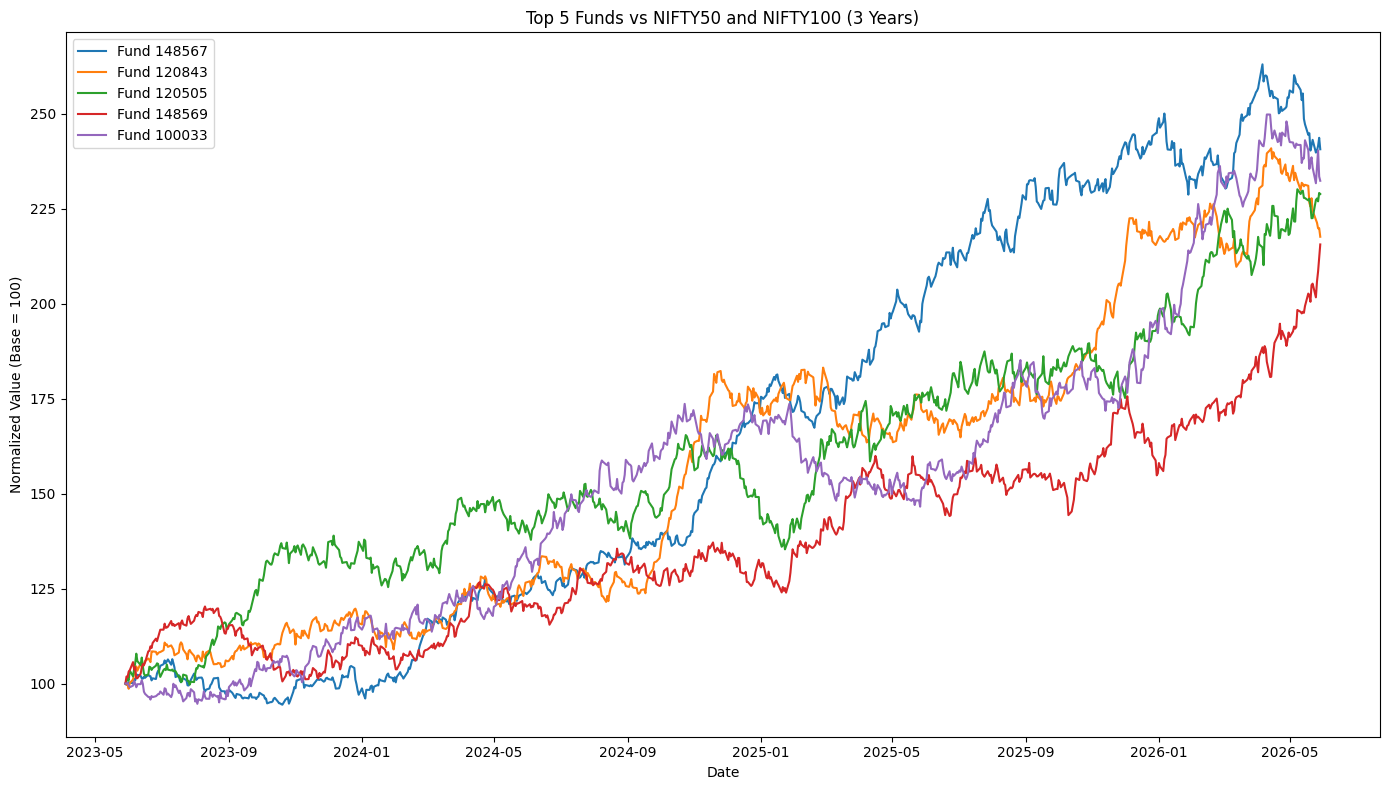 Top 5 Funds vs NIFTY50 and NIFTY100 (3 Years)
Fund 148567
Fund 120843
Fund 120505
Fund 148569
Fund 100033
Normalized Value (Base = 100)
250
225
200
175
150
125
100
2023-05 2023-09 2024-01 2024-05 2024-09 2025-01 2025-05 2025-09 2026-01 2026-05
Date